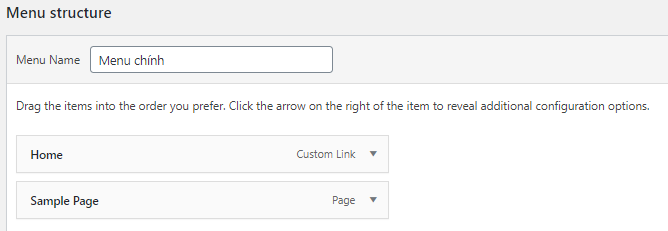 Menu structure
Menu Name Menu chính
Drag the items into the order you prefer. Click the arrow on the right of the item to reveal additional configuration options.
Home Custom Link
Sample Page Page